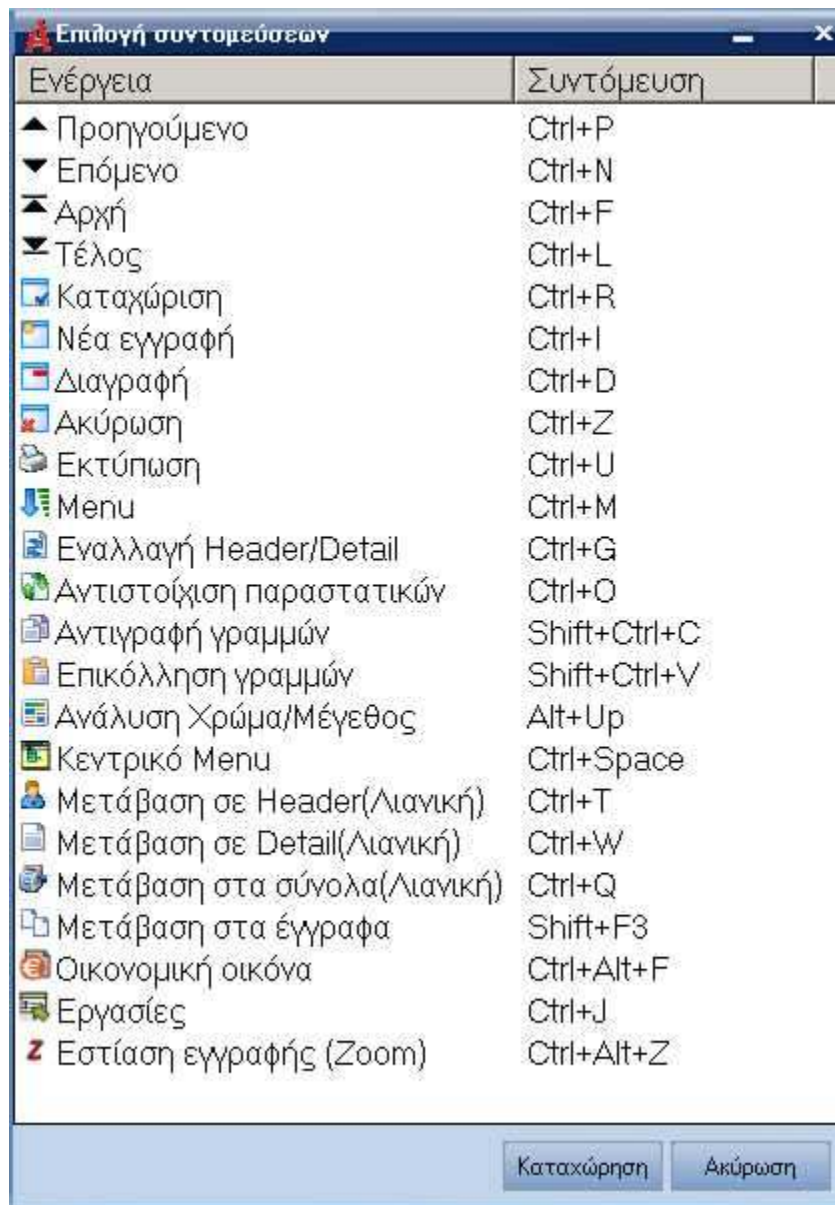 Επιλογή συντομεύσεων
Ενέργεια Συντόμευση
Προηγούμενο Ctrl+P
Επόμενο Ctrl+N
Αρχή Ctrl+F
Τέλος Ctrl+L
Καταχώριση Ctrl+R
Νέα εγγραφή Ctrl+I
Διαγραφή Ctrl+D
Ακύρωση Ctrl+Z
Εκτύπωση Ctrl+U
Menu Ctrl+M
Εναλλαγή Header/Detail Ctrl+G
Αντιστοίχιση παραστατικών Ctrl+O
Αντιγραφή γραμμών Shift+Ctrl+C
Επικόλληση γραμμών Shift+Ctrl+V
Ανάλυση Χρώμα/Μέγεθος Alt+Up
Κεντρικό Menu Ctrl+Space
Μετάβαση σε Header(Λιανική) Ctrl+T
Μετάβαση σε Detail(Λιανική) Ctrl+W
Μετάβαση στα σύνολα(Λιανική) Ctrl+Q
Μετάβαση στα έγγραφα Shift+F3
Οικονομική οικόνα Ctrl+Alt+F
Εργασίες Ctrl+J
Εστίαση εγγραφής (Zoom) Ctrl+Alt+Z
Καταχώρηση Ακύρωση